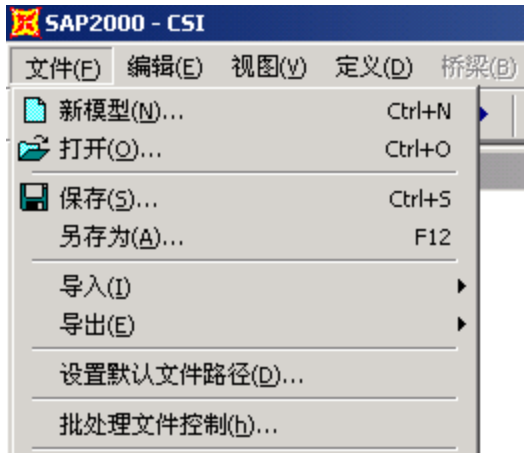 SAP2000 - CSI
文件(F) 编辑(E) 视图(V) 定义(D) 桥梁(B)
新模型(N)... Ctrl+N
打开(O)... Ctrl+O
保存(S)... Ctrl+S
另存为(A)... F12
导入(I)
导出(E)
设置默认文件路径(D)...
批处理文件控制(h)...